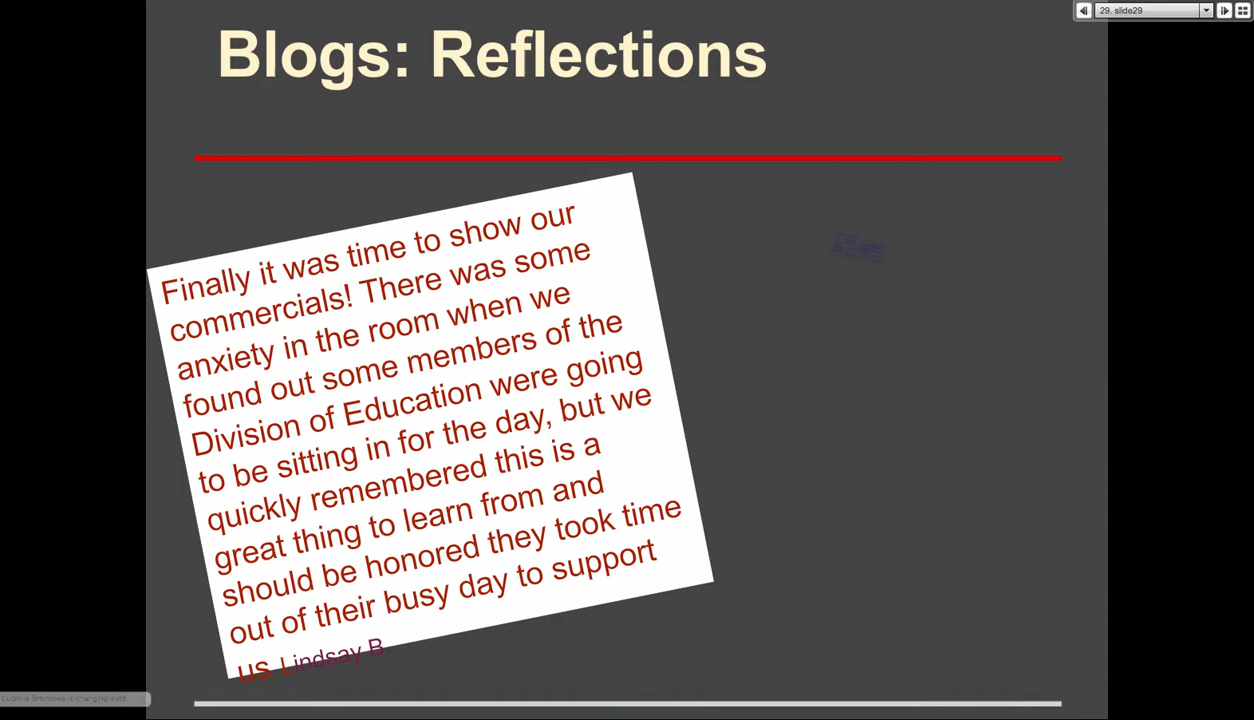 29. slide29
Blogs: Reflections
Finally it was time to show our
commercials! There was some
anxiety in the room when we
found out some members of the
Division of Education were going
to be sitting in for the day, but we
quickly remembered this is a
great thing to learn from and
should be honored they took time
out of their busy day to support
us Lindsay B.